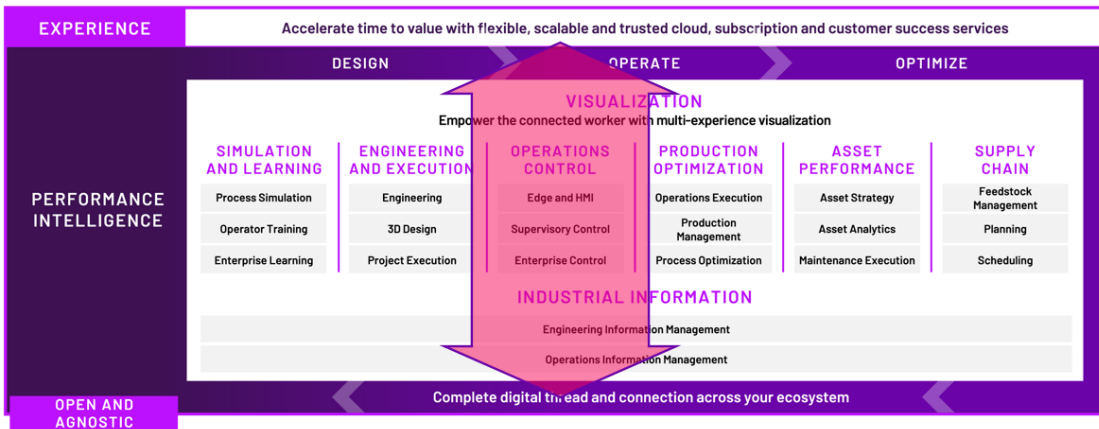 EXPERIENCE
Accelerate time to value with flexible, scalable and trusted cloud, subscription and customer success services
DESIGN
OPERATE
OPTIMIZE
PERFORMANCE
INTELLIGENCE
VISUALIZATION
Empower the connected worker with multi-experience visualization
SIMULATION
AND LEARNING
Process Simulation
Operator Training
Enterprise Learning
ENGINEERING
AND EXECUTION
Engineering
3D Design
Project Execution
OPERATIONS
CONTROL
Edge and HMI
Supervisory Control
Enterprise Control
PRODUCTION
OPTIMIZATION
Operations Execution
Production
Management
Process Optimization
ASSET
PERFORMANCE
Asset Strategy
Asset Analytics
Maintenance Execution
SUPPLY
CHAIN
Feedstock
Management
Planning
Scheduling
INDUSTRIAL INFORMATION
Engineering Information Management
Operations Information Management
Complete digital thread and connection across your ecosystem
OPEN AND
AGNOSTIC